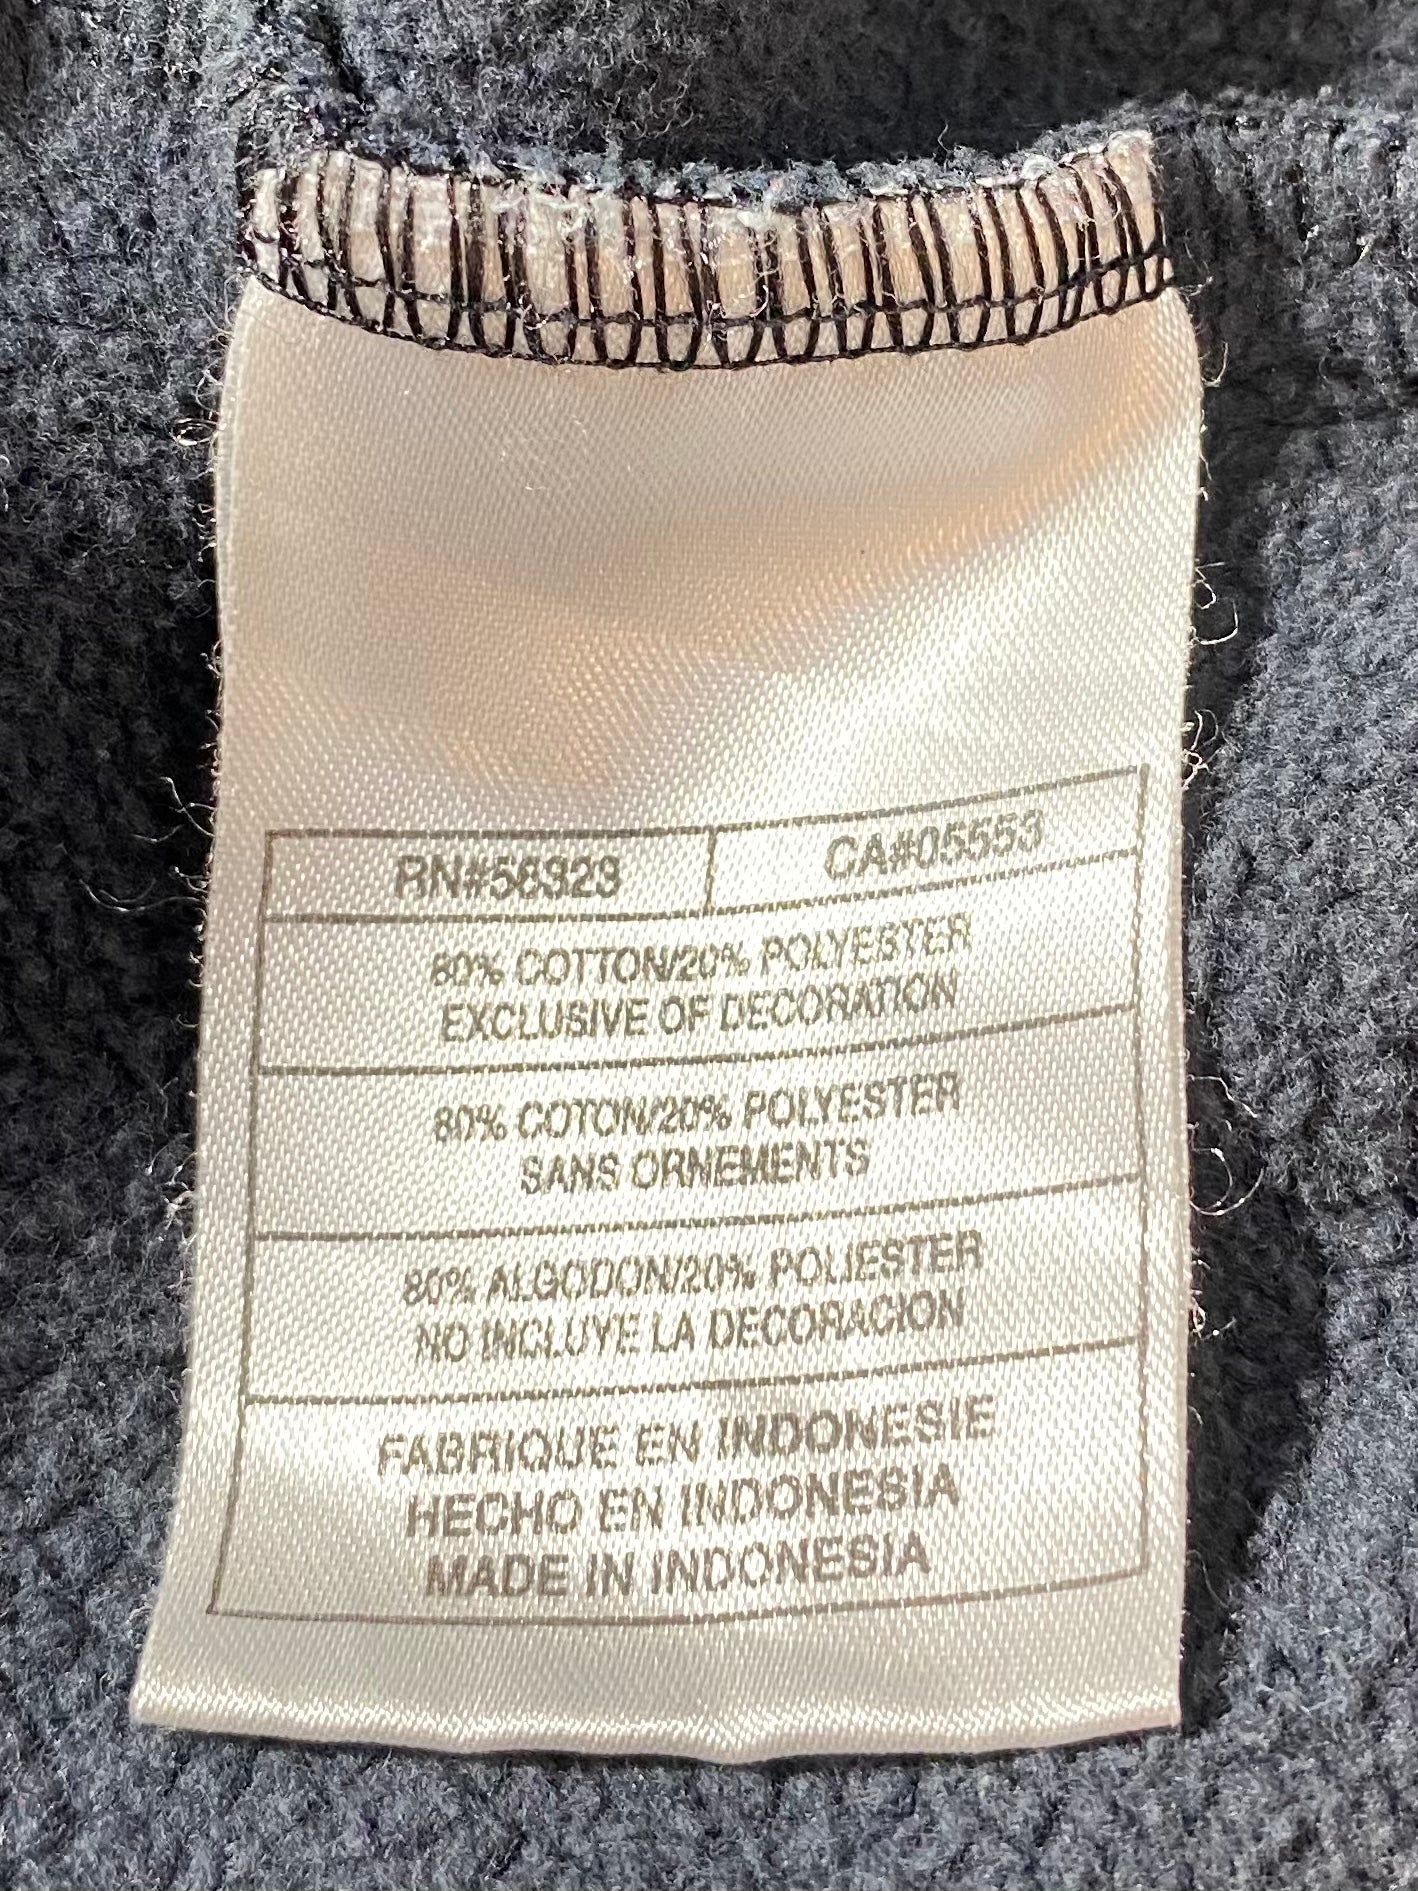 RN#56323 CA#05553
80% COTTON/20% POLYESTER
EXCLUSIVE OF DECORATION
80% COTON/20% POLYESTER
SANS ORNEMENTS
80% ALGODON/20% POLIESTER
NO INCLUYE LA DECORACION
FABRIQUE EN INDONESIE
HECHO EN INDONESIA
MADE IN INDONESIA